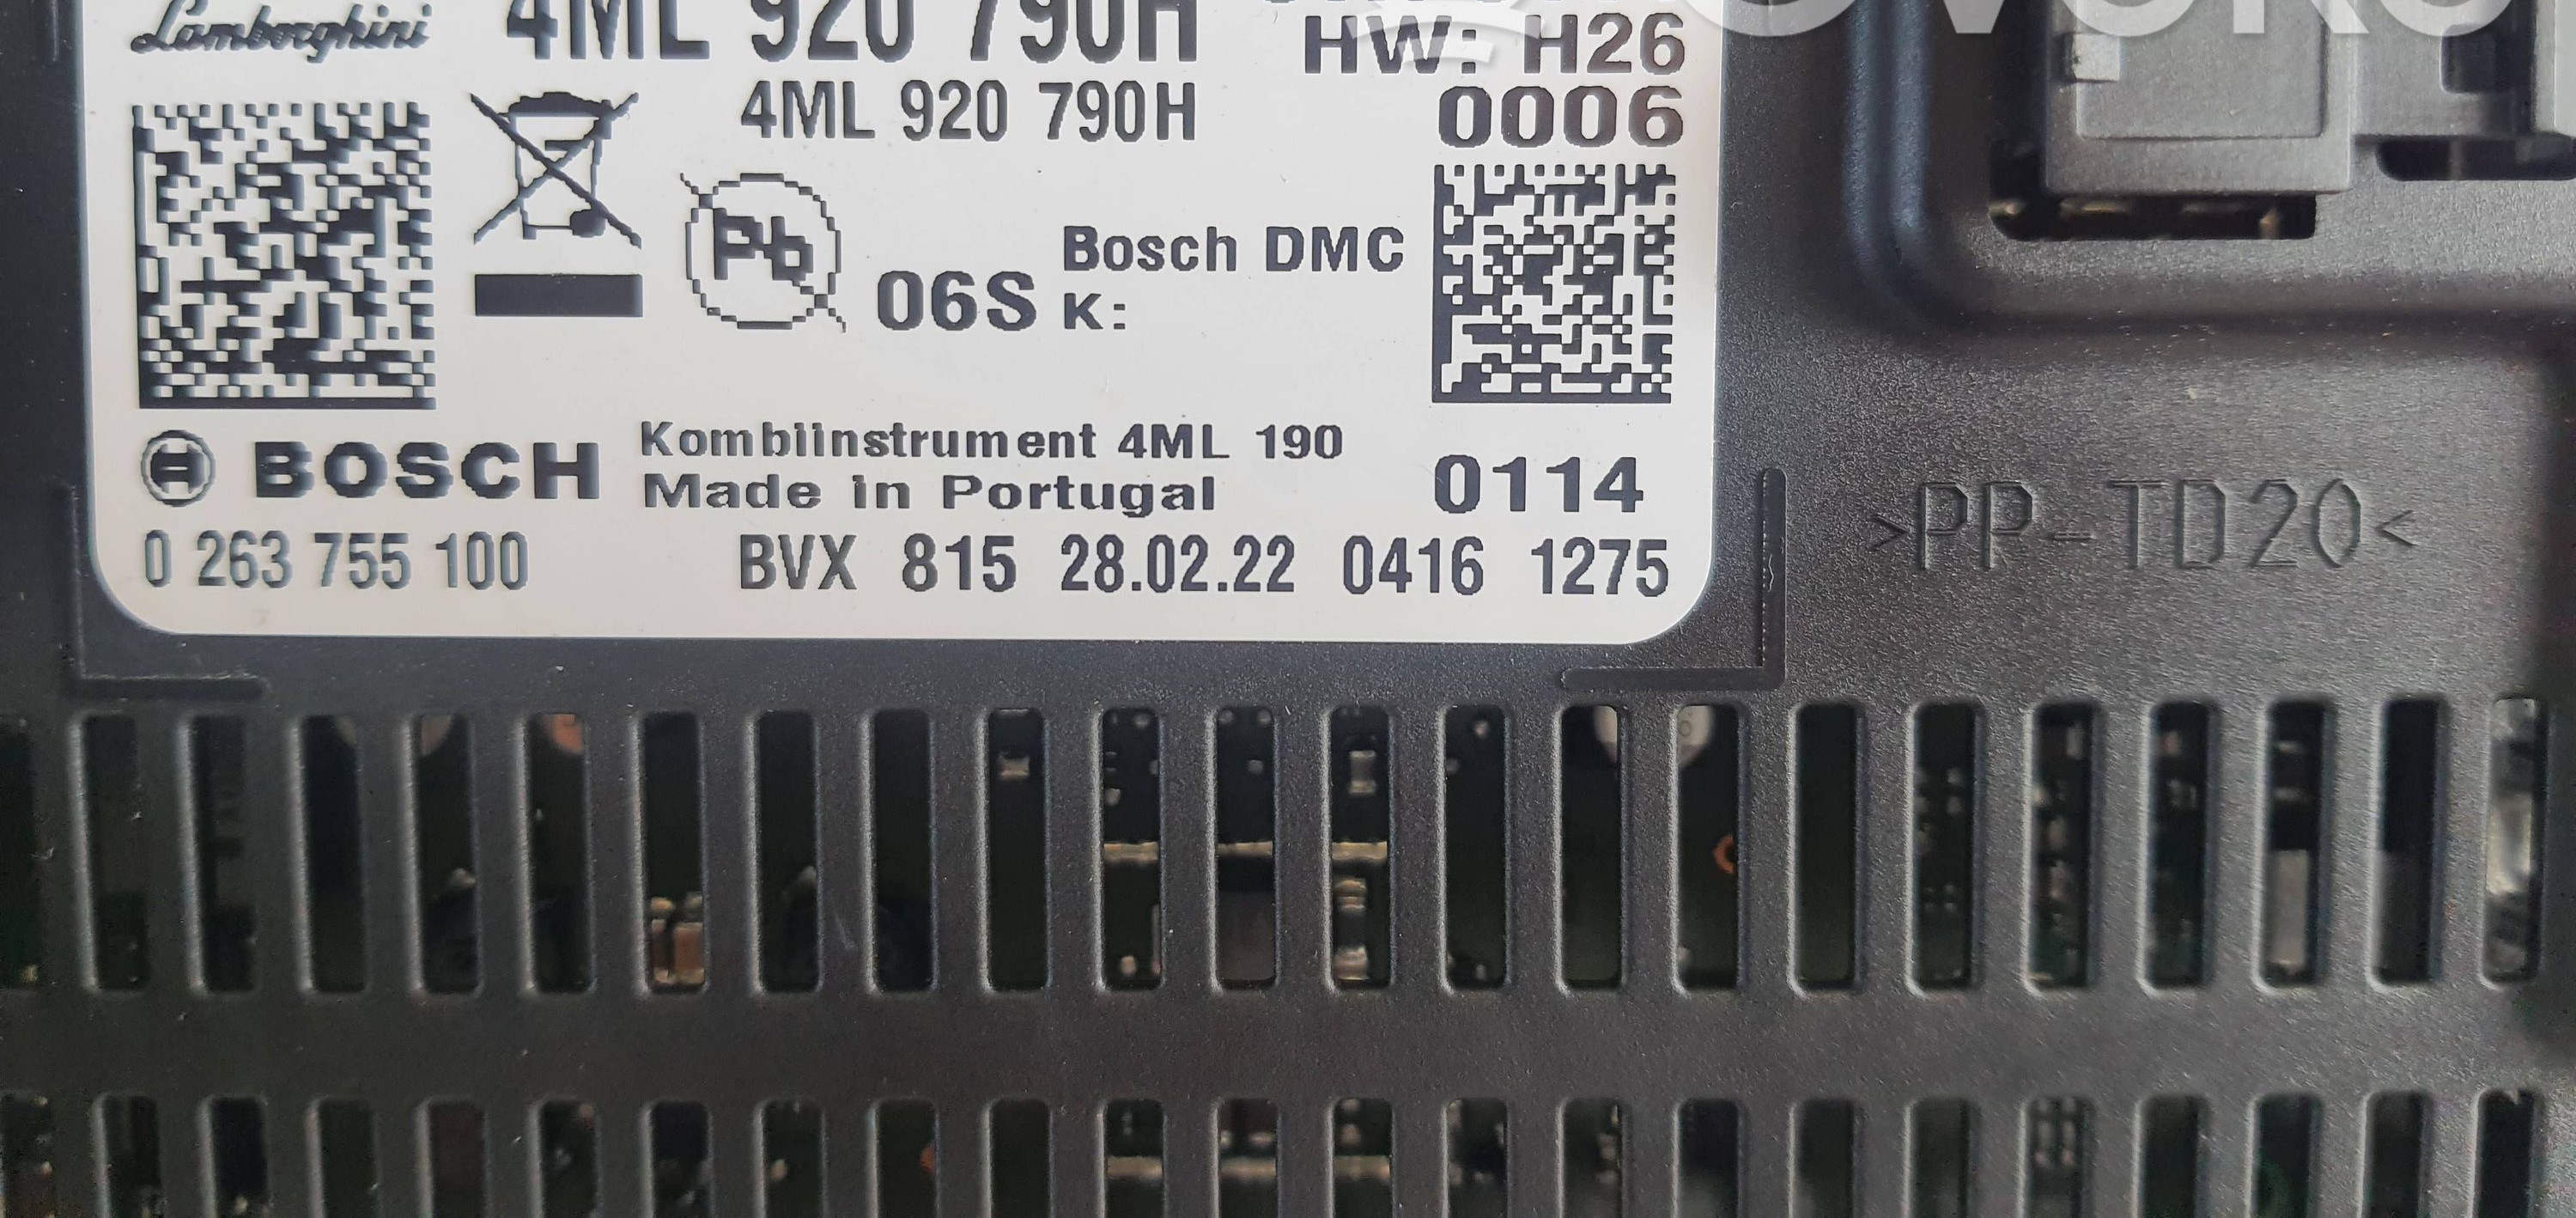 Lamborghini 4ML 920 790H
HW: H26
4ML 920 790H
0006
Pb
06S
Bosch DMC
K:
BOSCH
Kombiinstrument 4ML 190
Made in Portugal
0114
0 263 755 100
BVX 815 28.02.22 0416 1275
>PP-TD20<